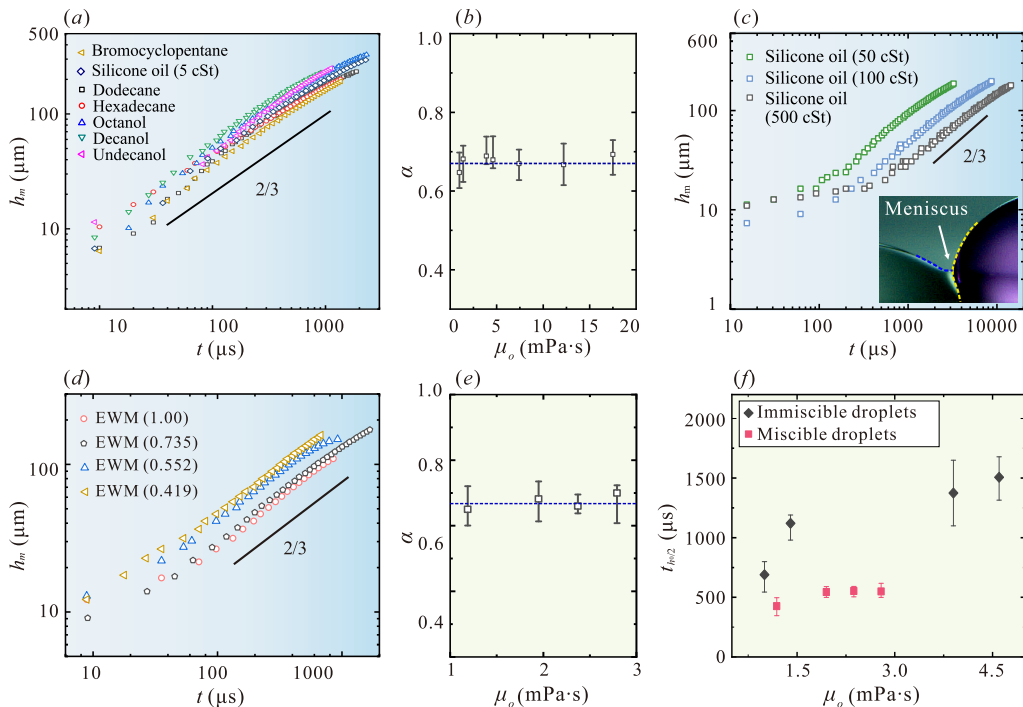 (a)
500
100
10
h_m (μm)
Bromocyclopentane
Silicone oil (5 cSt)
Dodecane
Hexadecane
Octanol
Decanol
Undecanol
2/3
10
100
1000
t (μs)
(b)
1.0
0.8
0.6
0.4
α
0
5
10
15
20
μ_o (mPa·s)
(c)
100
10
1
h_m (μm)
Silicone oil (50 cSt)
Silicone oil (100 cSt)
Silicone oil
(500 cSt)
2/3
Meniscus
10
100
1000
10000
t (μs)
(d)
100
10
h_m (μm)
EWM (1.00)
EWM (0.735)
EWM (0.552)
EWM (0.419)
2/3
10
100
1000
t (μs)
(e)
1.0
0.8
0.6
0.4
α
1
2
3
μ_o (mPa·s)
(f)
2000
1500
1000
500
0
t_h^0/2 (μs)
Immiscible droplets
Miscible droplets
1.5
3.0
4.5
μ_o (mPa·s)